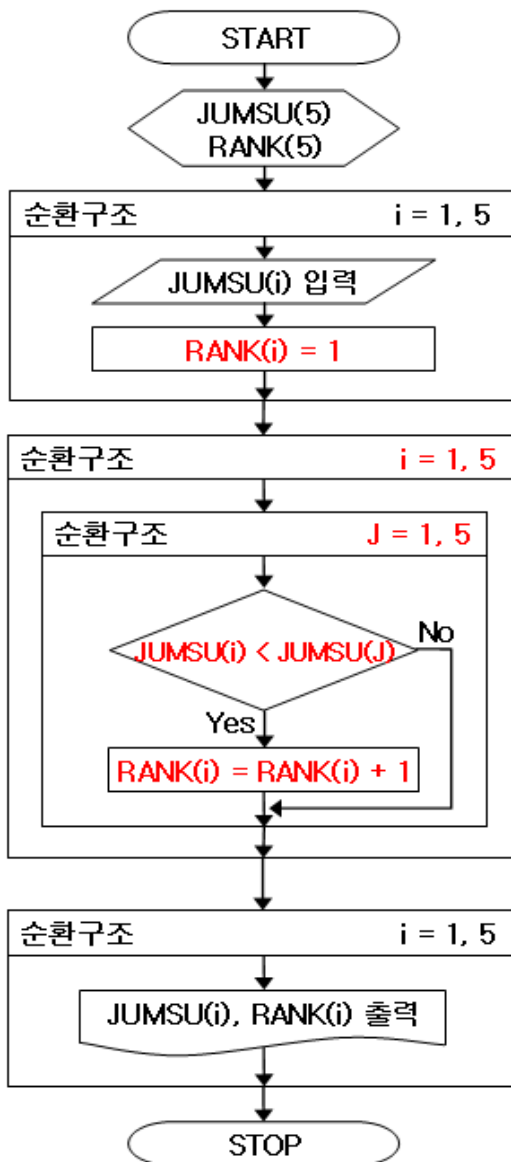 START
JUMSU(5)
RANK(5)
순환구조 i = 1, 5
JUMSU(i) 입력
RANK(i) = 1
순환구조 i = 1, 5
순환구조 J = 1, 5
JUMSU(i) < JUMSU(J)
No
Yes
RANK(i) = RANK(i) + 1
순환구조 i = 1, 5
JUMSU(i), RANK(i) 출력
STOP